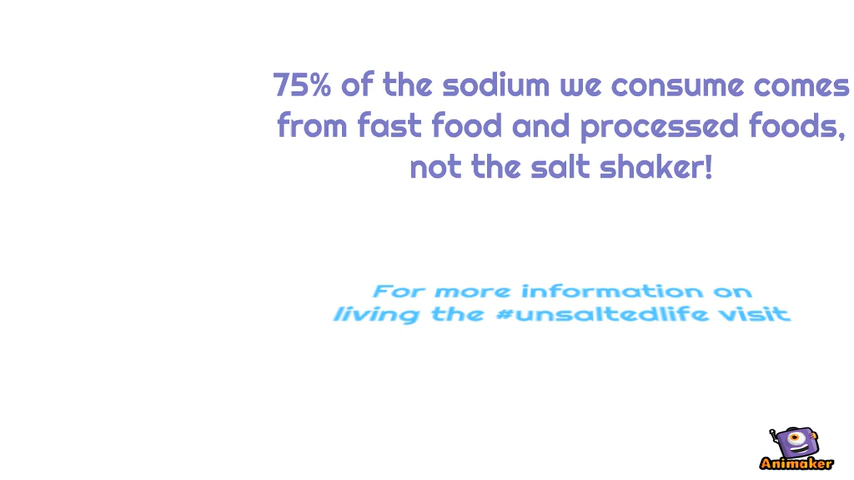 75% of the sodium we consume comes
from fast food and processed foods,
not the salt shaker!
For more information on
living the #unsaltedlife visit
Animaker